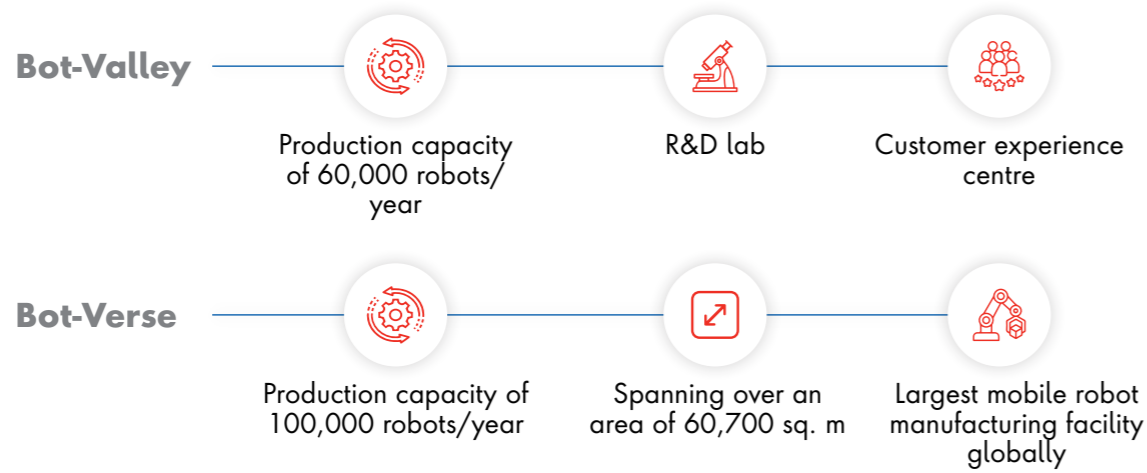 Bot-Valley
Production capacity
of 60,000 robots/
year
R&D lab
Customer experience
centre
Bot-Verse
Production capacity of
100,000 robots/year
Spanning over an
area of 60,700 sq. m
Largest mobile robot
manufacturing facility
globally